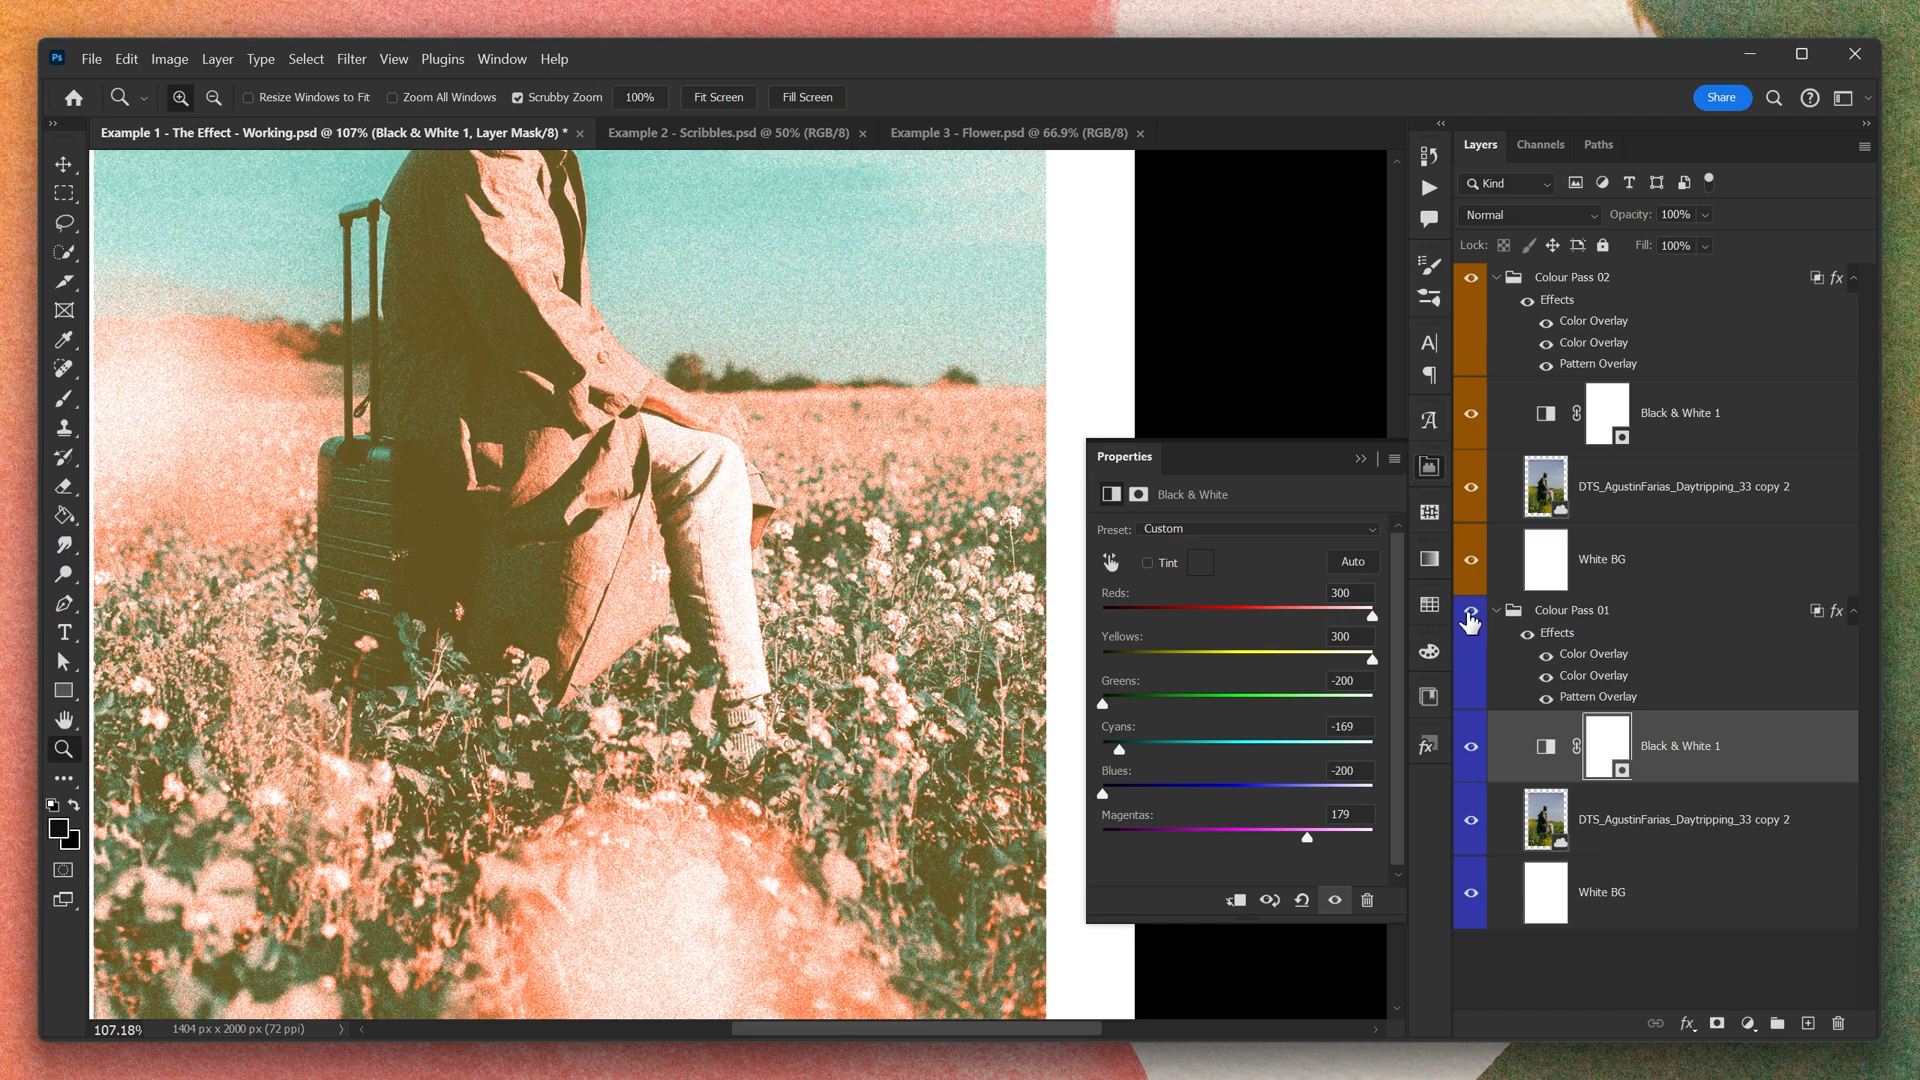 Ps File Edit Image Layer Type Select Filter View Plugins Window Help
Resize Windows to Fit Zoom All Windows Scrubby Zoom 100% Fit Screen Fill Screen Share
Example 1 - The Effect - Working.psd @ 107% (Black & White 1, Layer Mask/8) * Example 2 - Scribbles.psd @ 50% (RGB/8) Example 3 - Flower.psd @ 66.9% (RGB/8)
Layers Channels Paths
Kind
Normal Opacity: 100%
Lock: Fill: 100%
Colour Pass 02 fx
Effects
Color Overlay
Color Overlay
Pattern Overlay
Black & White 1
DTS_AgustinFarias_Daytripping_33 copy 2
White BG
Colour Pass 01 fx
Effects
Color Overlay
Color Overlay
Pattern Overlay
Black & White 1
DTS_AgustinFarias_Daytripping_33 copy 2
White BG
Properties
Black & White
Preset: Custom
Tint Auto
Reds: 300
Yellows: 300
Greens: -200
Cyans: -169
Blues: -200
Magentas: 179
107.18% 1404 px x 2000 px (72 ppi)